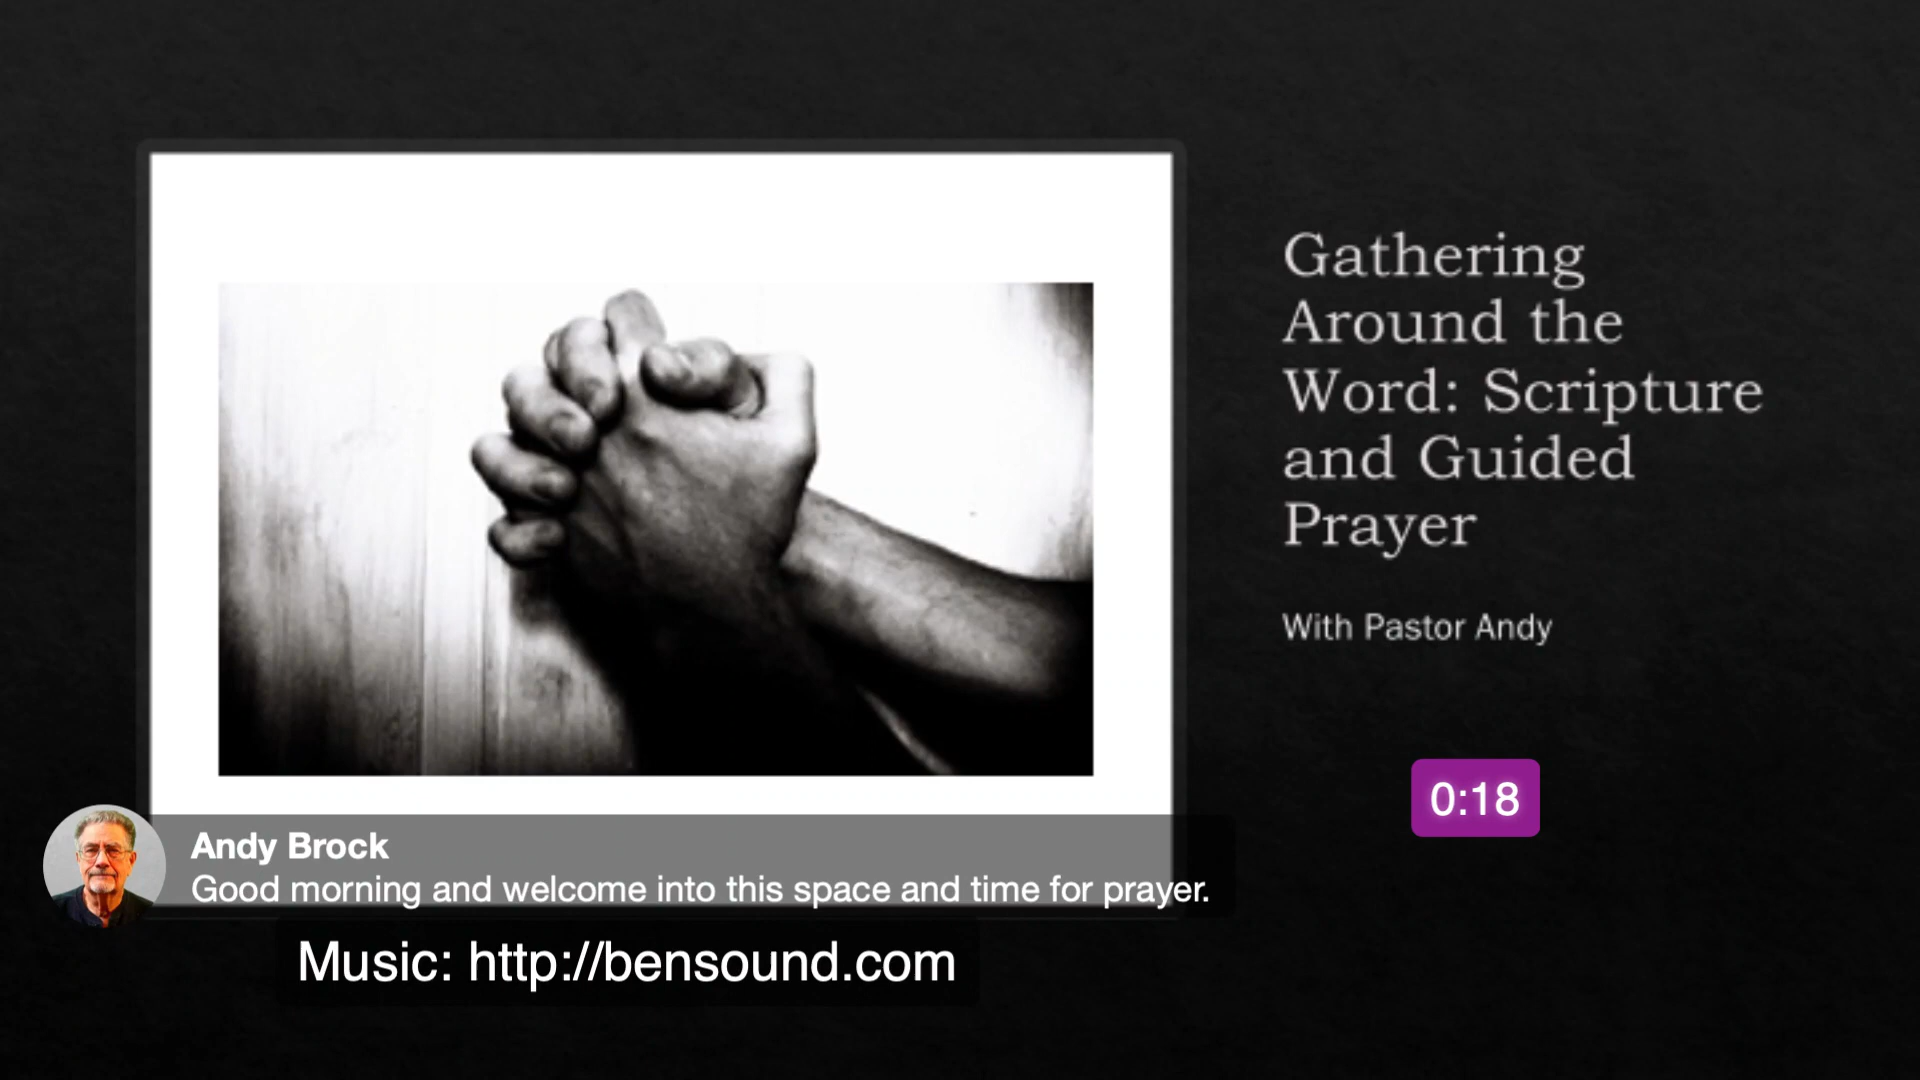 Gathering
Around the
Word: Scripture
and Guided
Prayer
With Pastor Andy
0:18
Andy Brock
Good morning and welcome into this space and time for prayer.
Music: http://bensound.com